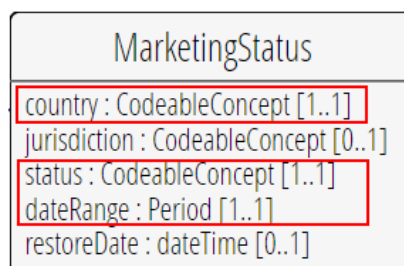 MarketingStatus
country : CodeableConcept [1..1]
jurisdiction : CodeableConcept [0..1]
status : CodeableConcept [1..1]
dateRange : Period [1..1]
restoreDate : dateTime [0..1]